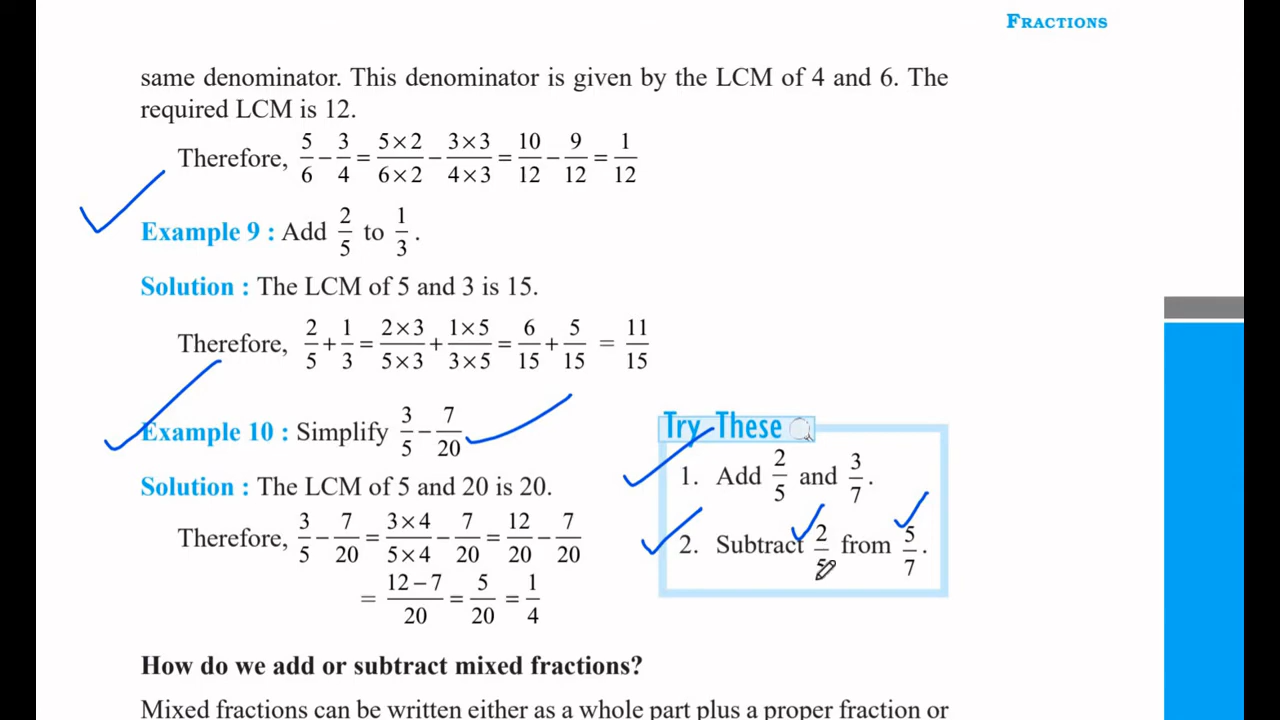 FRACTIONS
same denominator. This denominator is given by the LCM of 4 and 6. The
required LCM is 12.
Therefore, 5/6 − 3/4 = 5×2/6×2 − 3×3/4×3 = 10/12 − 9/12 = 1/12
Example 9 : Add 2/5 to 1/3.
Solution : The LCM of 5 and 3 is 15.
Therefore, 2/5 + 1/3 = 2×3/5×3 + 1×5/3×5 = 6/15 + 5/15 = 11/15
Example 10 : Simplify 3/5 − 7/20
Solution : The LCM of 5 and 20 is 20.
Therefore, 3/5 − 7/20 = 3×4/5×4 − 7/20 = 12/20 − 7/20
= 12−7/20 = 5/20 = 1/4
Try These
1. Add 2/5 and 3/7.
2. Subtract 2/5 from 5/7.
How do we add or subtract mixed fractions?
Mixed fractions can be written either as a whole part plus a proper fraction or